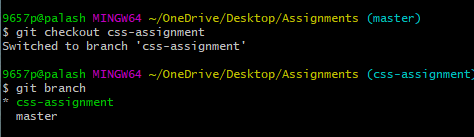 9657p@palash MINGW64 ~/OneDrive/Desktop/Assignments (master)
$ git checkout css-assignment
Switched to branch 'css-assignment'
9657p@palash MINGW64 ~/OneDrive/Desktop/Assignments (css-assignment)
$ git branch
* css-assignment
  master